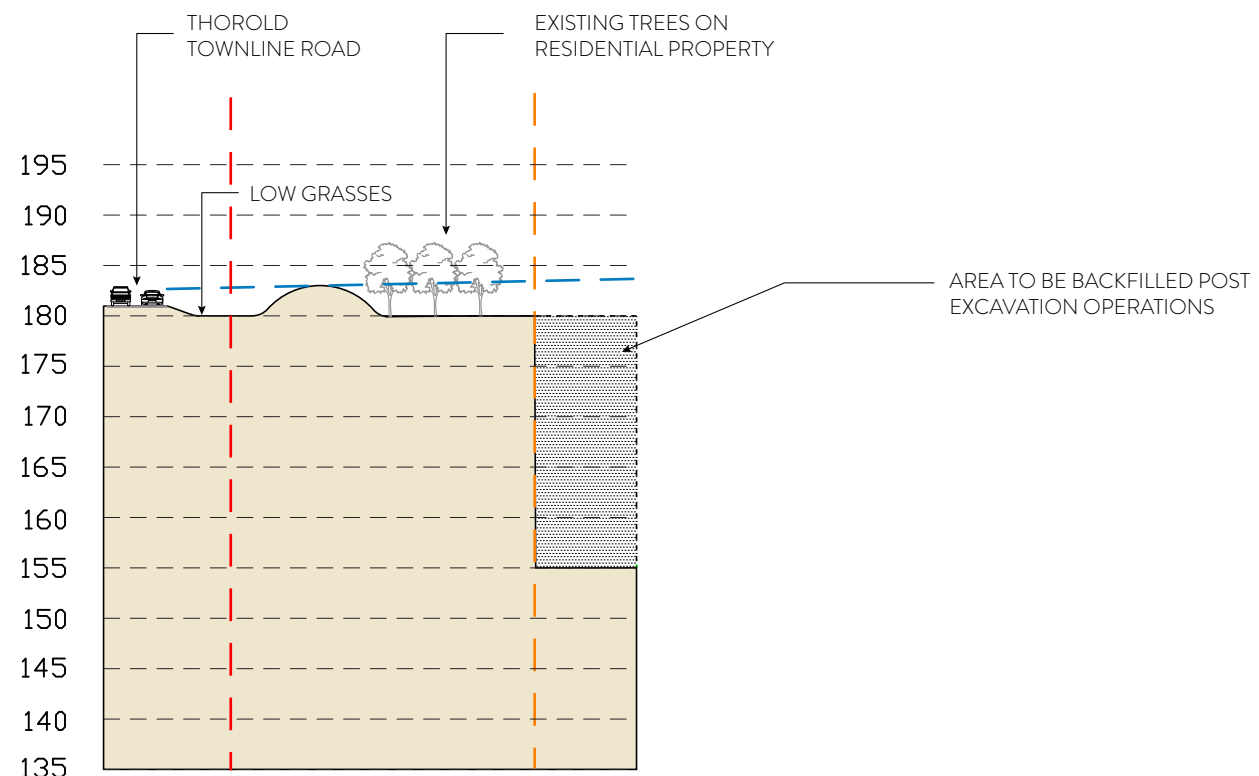 THOROLD
TOWNLINE ROAD
EXISTING TREES ON
RESIDENTIAL PROPERTY
LOW GRASSES
AREA TO BE BACKFILLED POST
EXCAVATION OPERATIONS
195
190
185
180
175
170
165
160
155
150
145
140
135